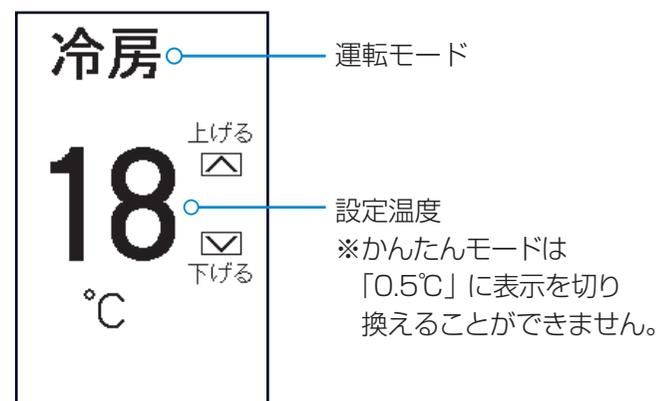 冷房
運転モード
上げる
18
設定温度
※かんたんモードは
「0.5℃」に表示を切り
換えることができません。
下げる
℃